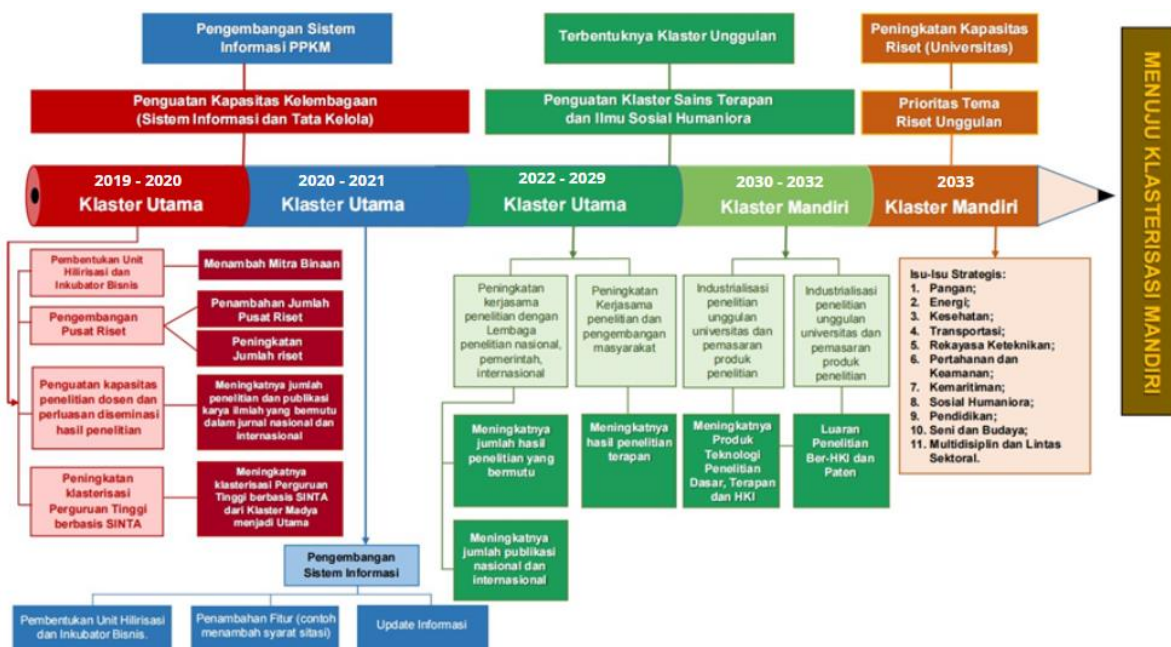 Pengembangan Sistem
Informasi PPKM
Terbentuknya Klaster Unggulan
Peningkatan Kapasitas
Riset (Universitas)
Penguatan Kapasitas Kelembagaan
(Sistem Informasi dan Tata Kelola)
Penguatan Klaster Sains Terapan
dan Ilmu Sosial Humaniora
Prioritas Tema
Riset Unggulan
MENUJU KLASTERISASI MANDIRI
2019 - 2020
Klaster Utama
2020 - 2021
Klaster Utama
2022 - 2029
Klaster Utama
2030 - 2032
Klaster Mandiri
2033
Klaster Mandiri
Pembentukan Unit
Hilirisasi dan
Inkubator Bisnis
Menambah Mitra Binaan
Pengembangan
Pusat Riset
Penambahan Jumlah
Pusat Riset
Peningkatan
Jumlah riset
Penguatan kapasitas
penelitian dosen dan
perluasan diseminasi
hasil penelitian
Meningkatnya jumlah
penelitian dan publikasi
karya ilmiah yang bermutu
dalam jurnal nasional dan
internasional
Peningkatan
klasterisasi
Perguruan Tinggi
berbasis SINTA
Meningkatnya
klasterisasi Perguruan
Tinggi berbasis SINTA
dari Klaster Madya
menjadi Utama
Pengembangan
Sistem Informasi
Pembentukan Unit Hilirisasi
dan Inkubator Bisnis.
Penambahan Fitur (contoh
menambah syarat sitasi)
Update Informasi
Peningkatan
kerjasama
penelitian dengan
Lembaga
penelitian nasional,
pemerintah,
internasional
Peningkatan
Kerjasama
penelitian dan
pengembangan
masyarakat
Industrialisasi
penelitian
unggulan
universitas dan
pemasaran
produk
penelitian
Industrialisasi
penelitian
unggulan
universitas dan
pemasaran
produk
penelitian
Meningkatnya
jumlah hasil
penelitian yang
bermutu
Meningkatnya
hasil penelitian
terapan
Meningkatnya
Produk
Teknologi
Penelitian
Dasar, Terapan
dan HKI
Luaran
Penelitian
Ber-HKI dan
Paten
Meningkatnya
jumlah publikasi
nasional dan
internasional
Isu-Isu Strategis:
1. Pangan;
2. Energi;
3. Kesehatan;
4. Transportasi;
5. Rekayasa Keteknikan;
6. Pertahanan dan
Keamanan;
7. Kemaritiman;
8. Sosial Humaniora;
9. Pendidikan;
10. Seni dan Budaya;
11. Multidisiplin dan Lintas
Sektoral.